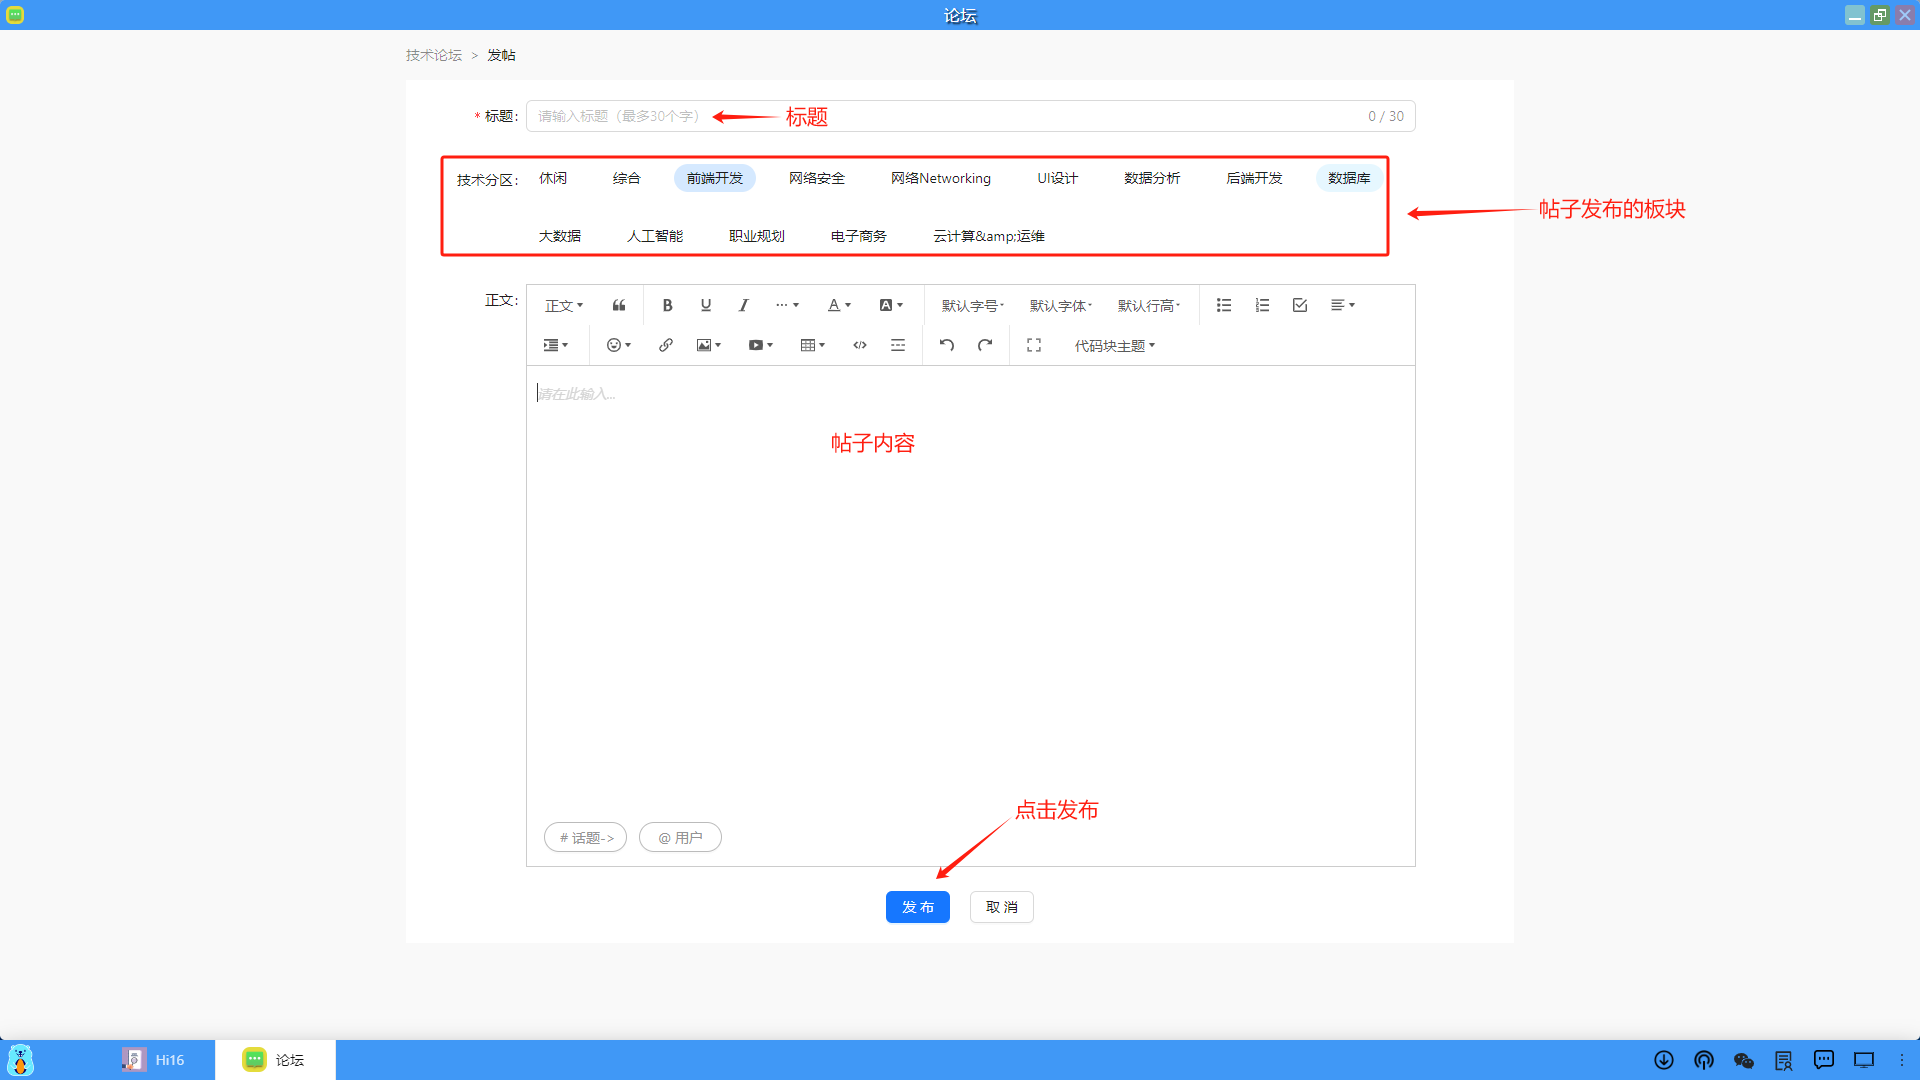 论坛
技术论坛 > 发帖
* 标题： 请输入标题（最多30个字） 标题 0 / 30
技术分区： 休闲 综合 前端开发 网络安全 网络Networking UI设计 数据分析 后端开发 数据库
帖子发布的板块
大数据 人工智能 职业规划 电子商务 云计算&amp;运维
正文： 正文 B U I ··· A A 默认字号 默认字体 默认行高
代码块主题
请在此输入...
帖子内容
点击发布
# 话题-> @ 用户
发 布 取 消
Hi16 论坛